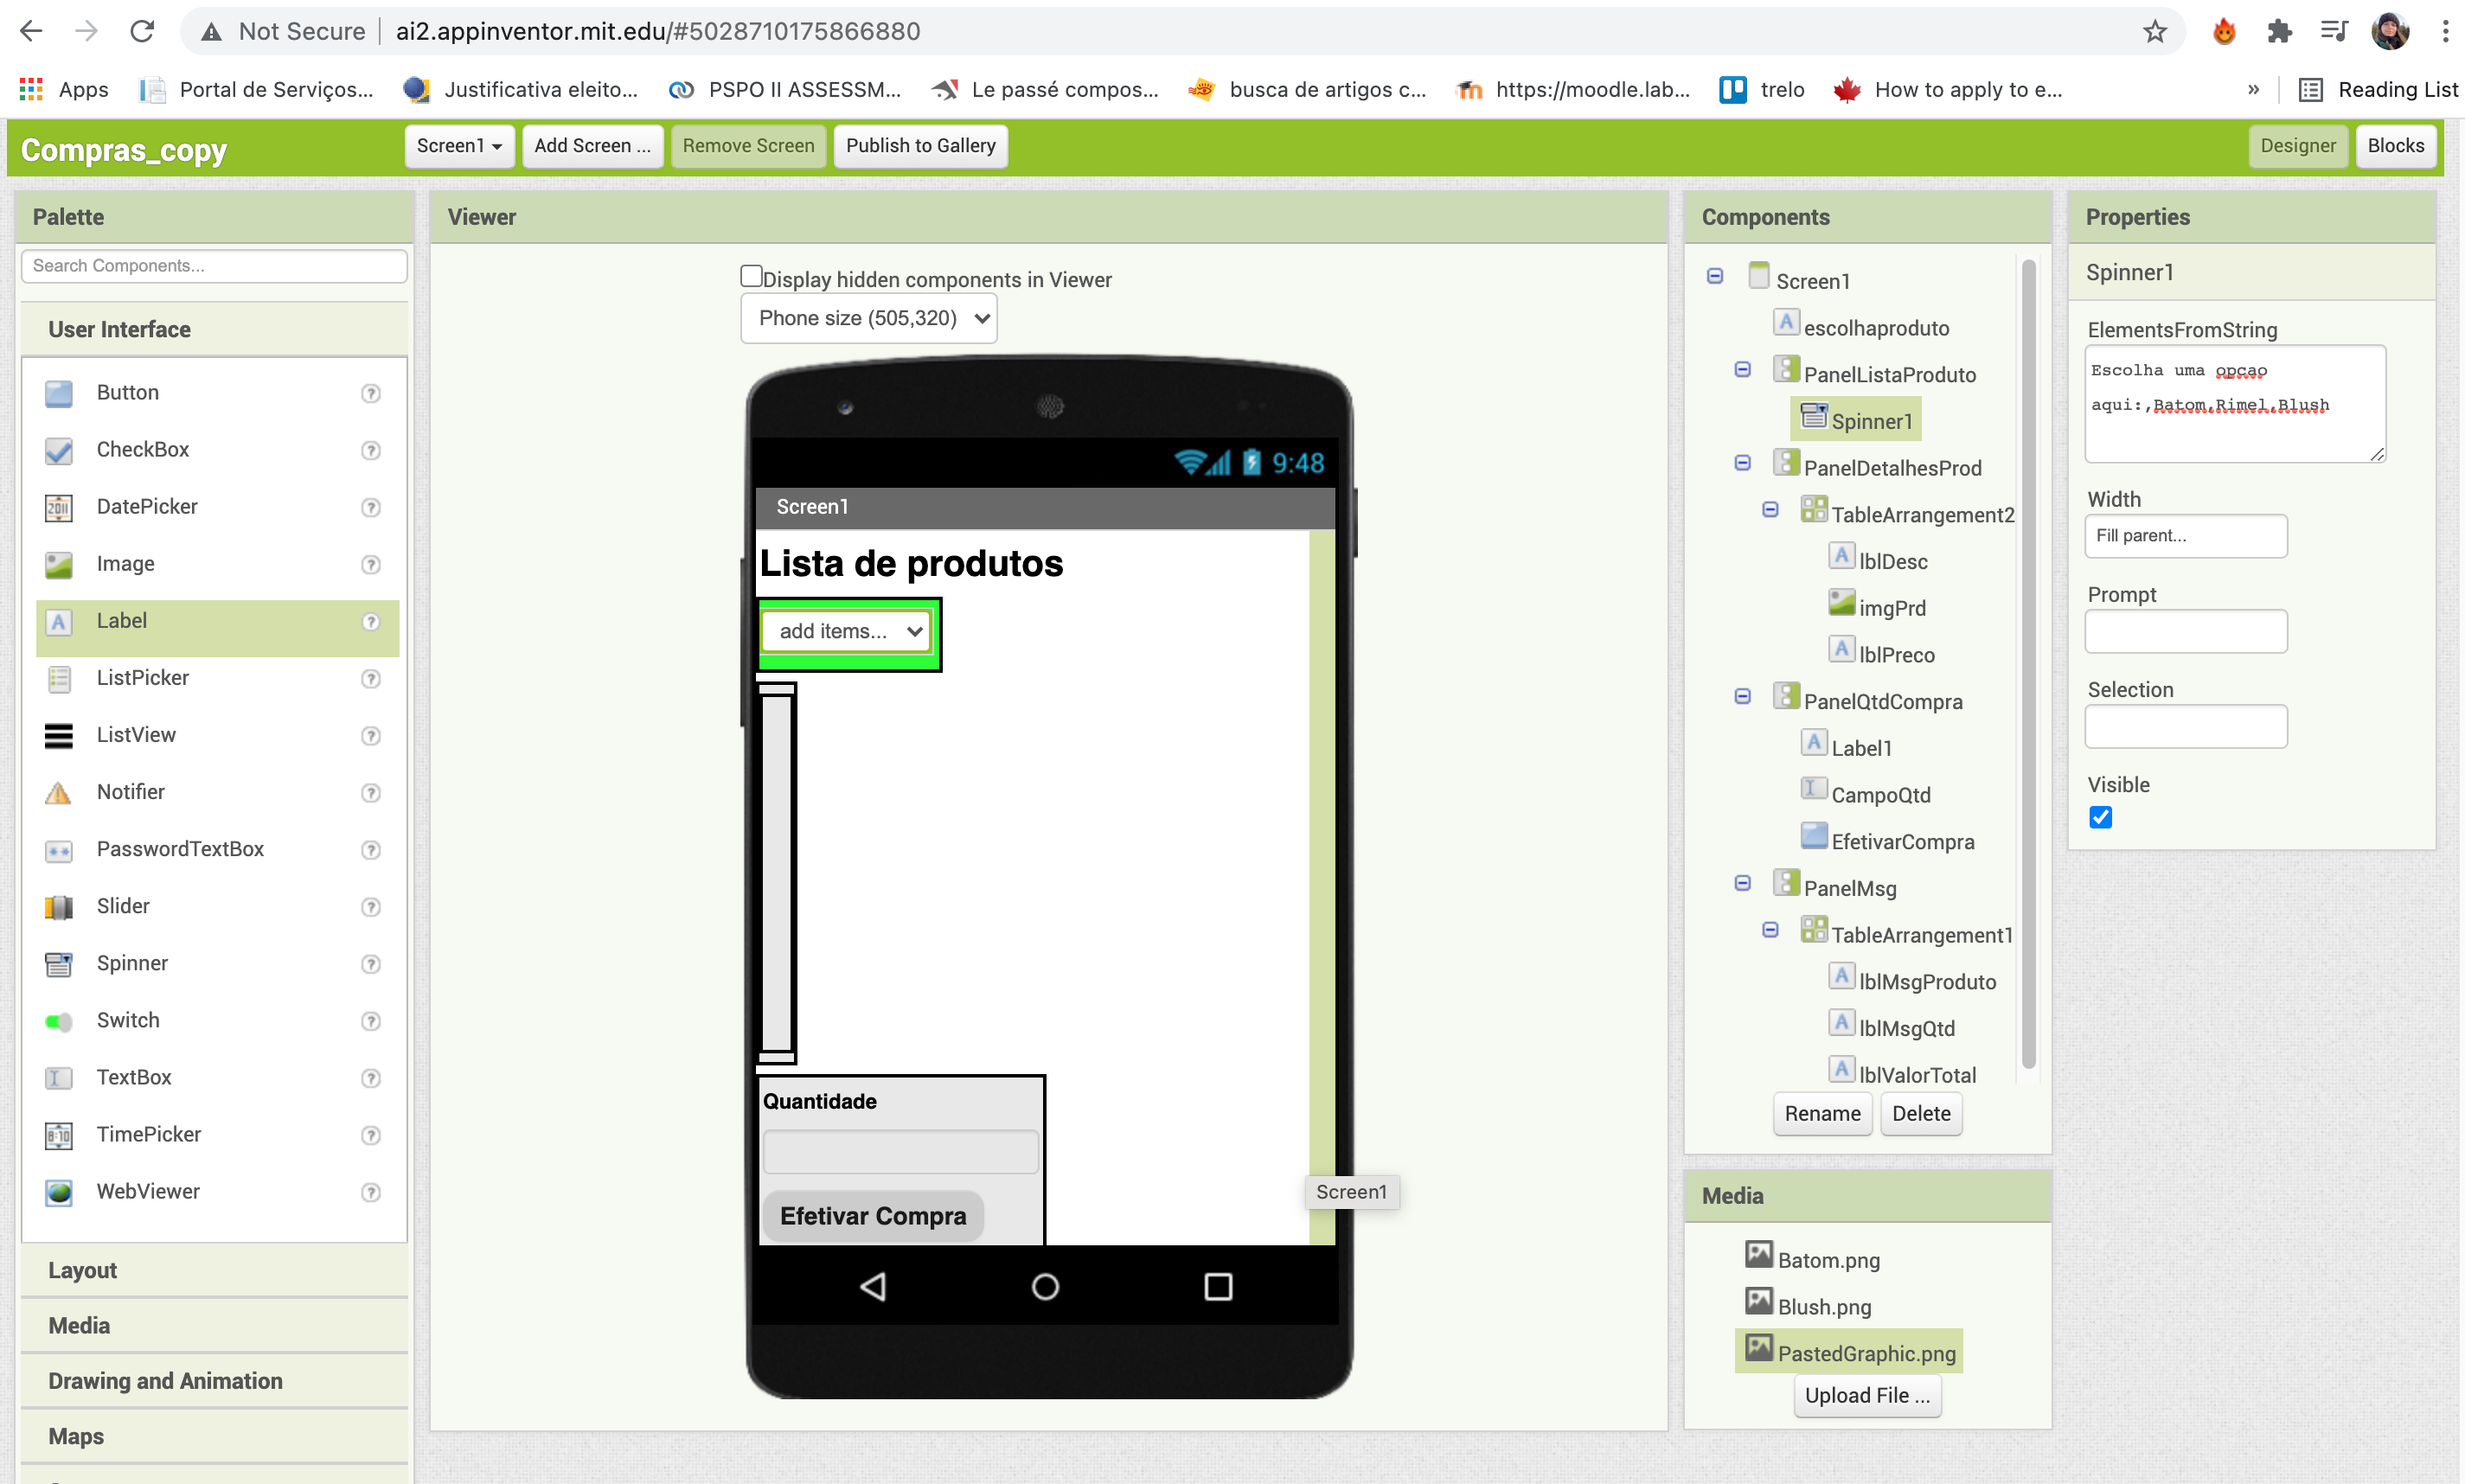 Not Secure
ai2.appinventor.mit.edu/#5028710175866880
Apps
Portal de Serviços...
Justificativa eleito...
PSPO II ASSESSM...
Le passé compos...
busca de artigos c...
https://moodle.lab...
trelo
How to apply to e...
»
Reading List
Compras_copy
Screen1
Add Screen ...
Remove Screen
Publish to Gallery
Designer
Blocks
Palette
Search Components...
User Interface
Button
CheckBox
DatePicker
Image
Label
ListPicker
ListView
Notifier
PasswordTextBox
Slider
Spinner
Switch
TextBox
TimePicker
WebViewer
Layout
Media
Drawing and Animation
Maps
Viewer
Display hidden components in Viewer
Phone size (505,320)
9:48
Screen1
Lista de produtos
add items...
Quantidade
Efetivar Compra
Screen1
Components
Screen1
escolhaproduto
PanelListaProduto
Spinner1
PanelDetalhesProd
TableArrangement2
lblDesc
imgPrd
lblPreco
PanelQtdCompra
Label1
CampoQtd
EfetivarCompra
PanelMsg
TableArrangement1
lblMsgProduto
lblMsgQtd
lblValorTotal
Rename
Delete
Media
Batom.png
Blush.png
PastedGraphic.png
Upload File ...
Properties
Spinner1
ElementsFromString
Escolha uma opcao
aqui:,Batom,Rimel,Blush
Width
Fill parent...
Prompt
Selection
Visible